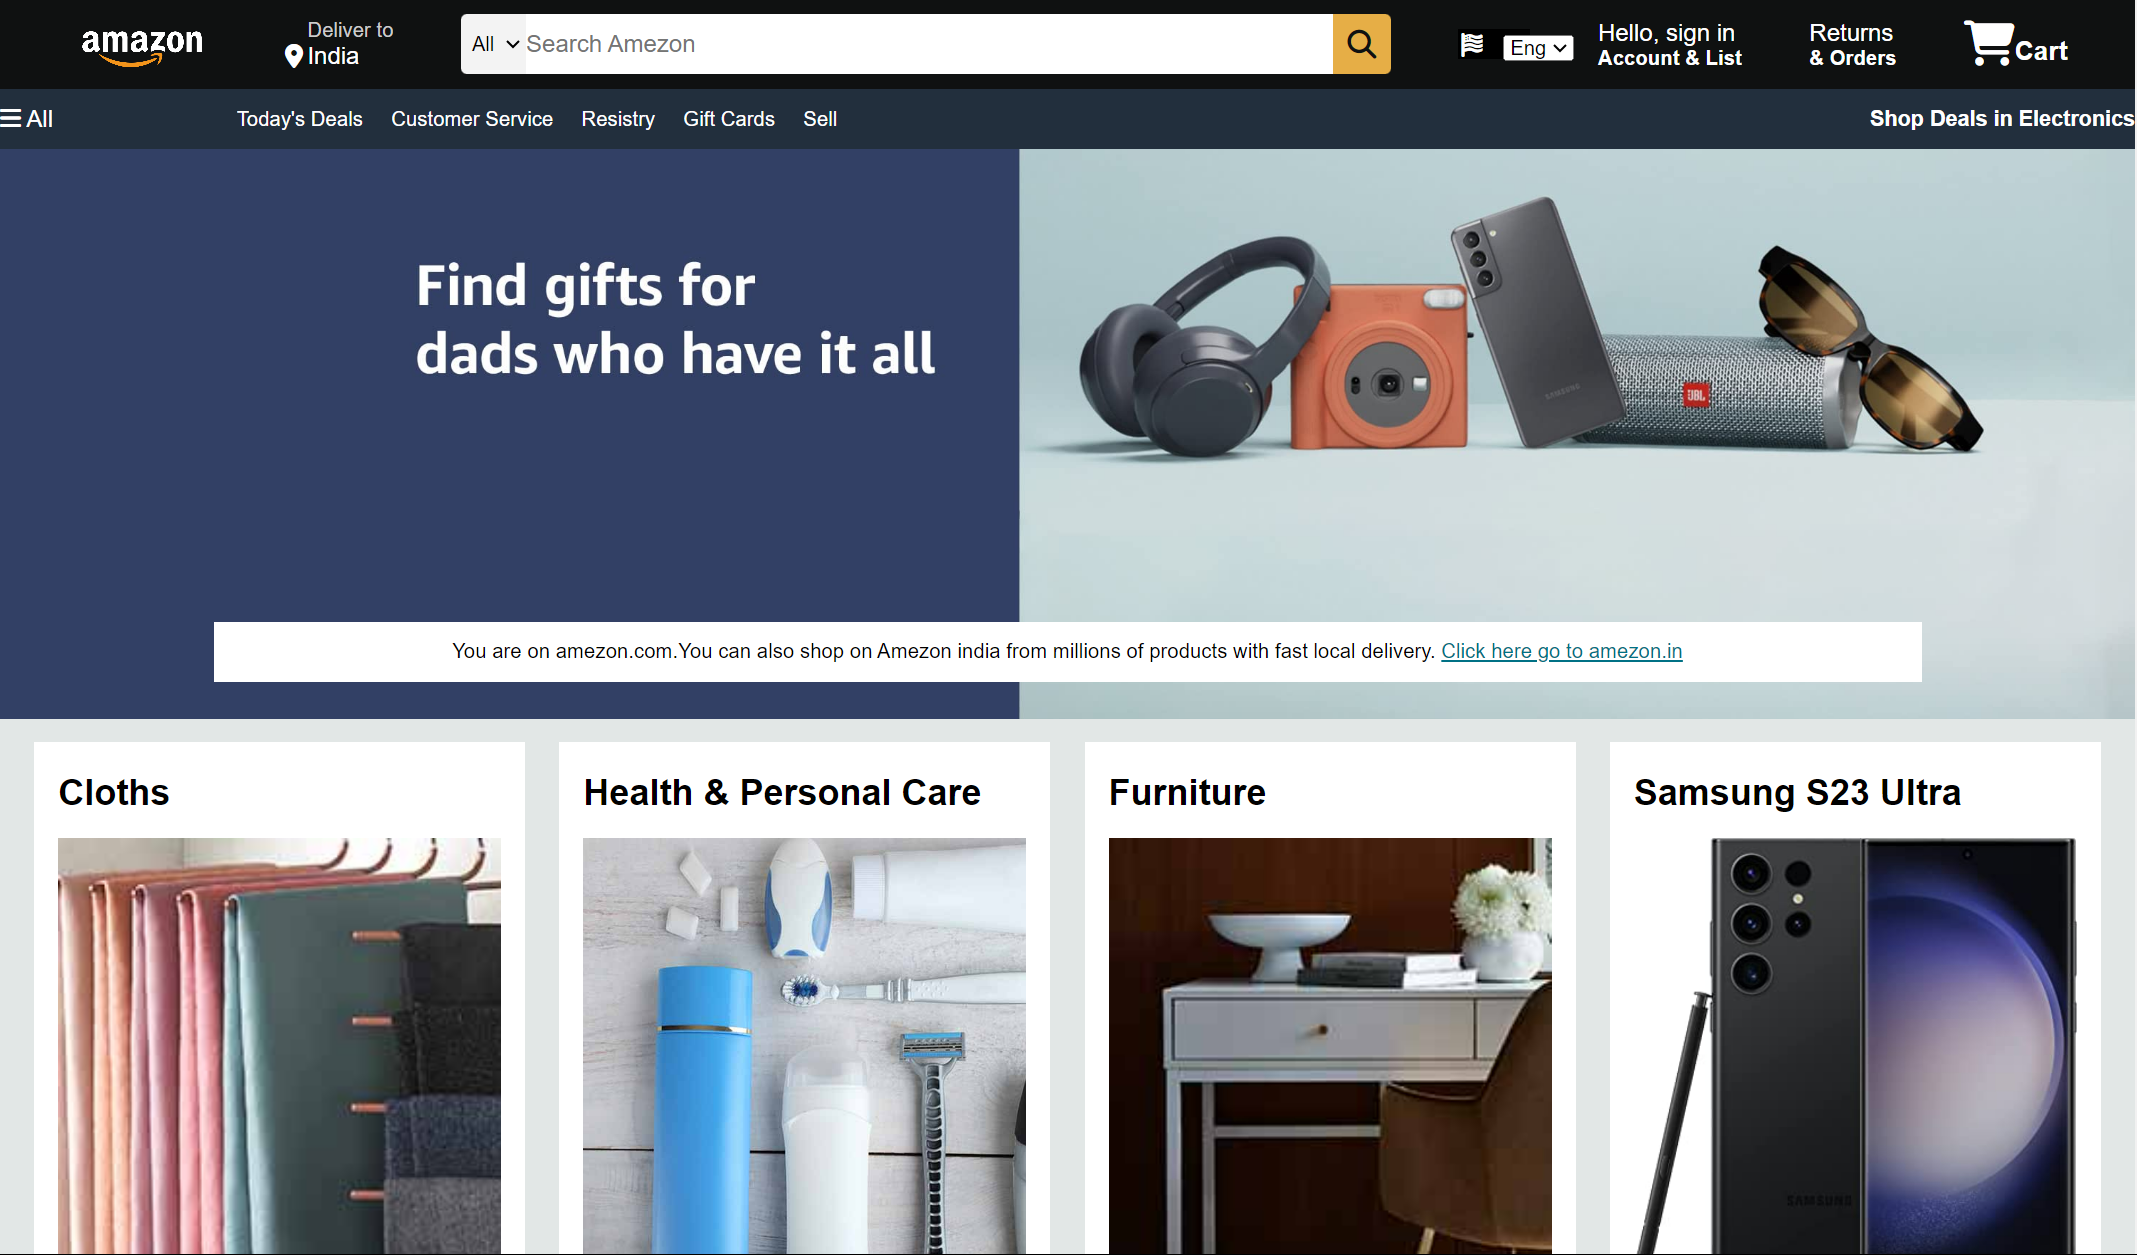 amazon
Deliver to
India
All
Search Amezon
Eng
Hello, sign in
Account & List
Returns
& Orders
Cart
All
Today's Deals
Customer Service
Resistry
Gift Cards
Sell
Shop Deals in Electronics
Find gifts for
dads who have it all
SAMSUNG
JBL
You are on amezon.com.You can also shop on Amezon india from millions of products with fast local delivery. Click here go to amezon.in
Cloths
Health & Personal Care
Furniture
Samsung S23 Ultra
SAMSUNG